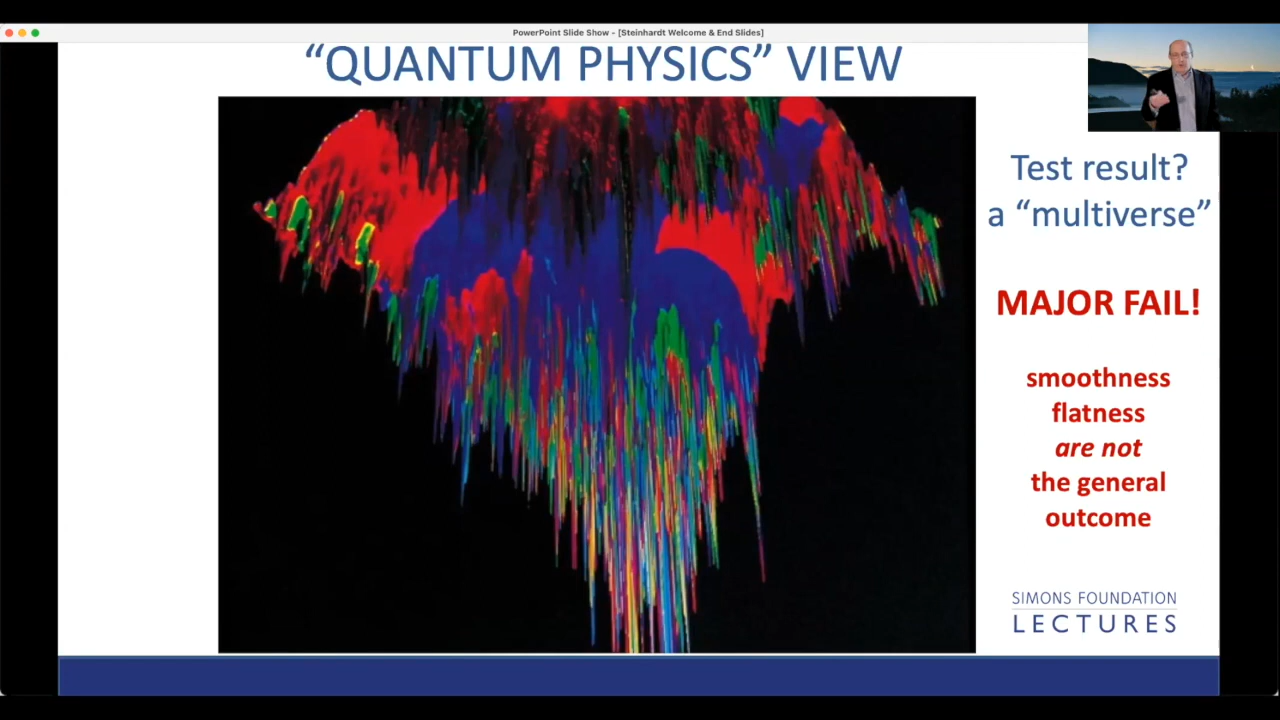 PowerPoint Slide Show - [Steinhardt Welcome & End Slides]
“QUANTUM PHYSICS” VIEW
Test result?
a “multiverse”
MAJOR FAIL!
smoothness
flatness
are not
the general
outcome
SIMONS FOUNDATION
LECTURES